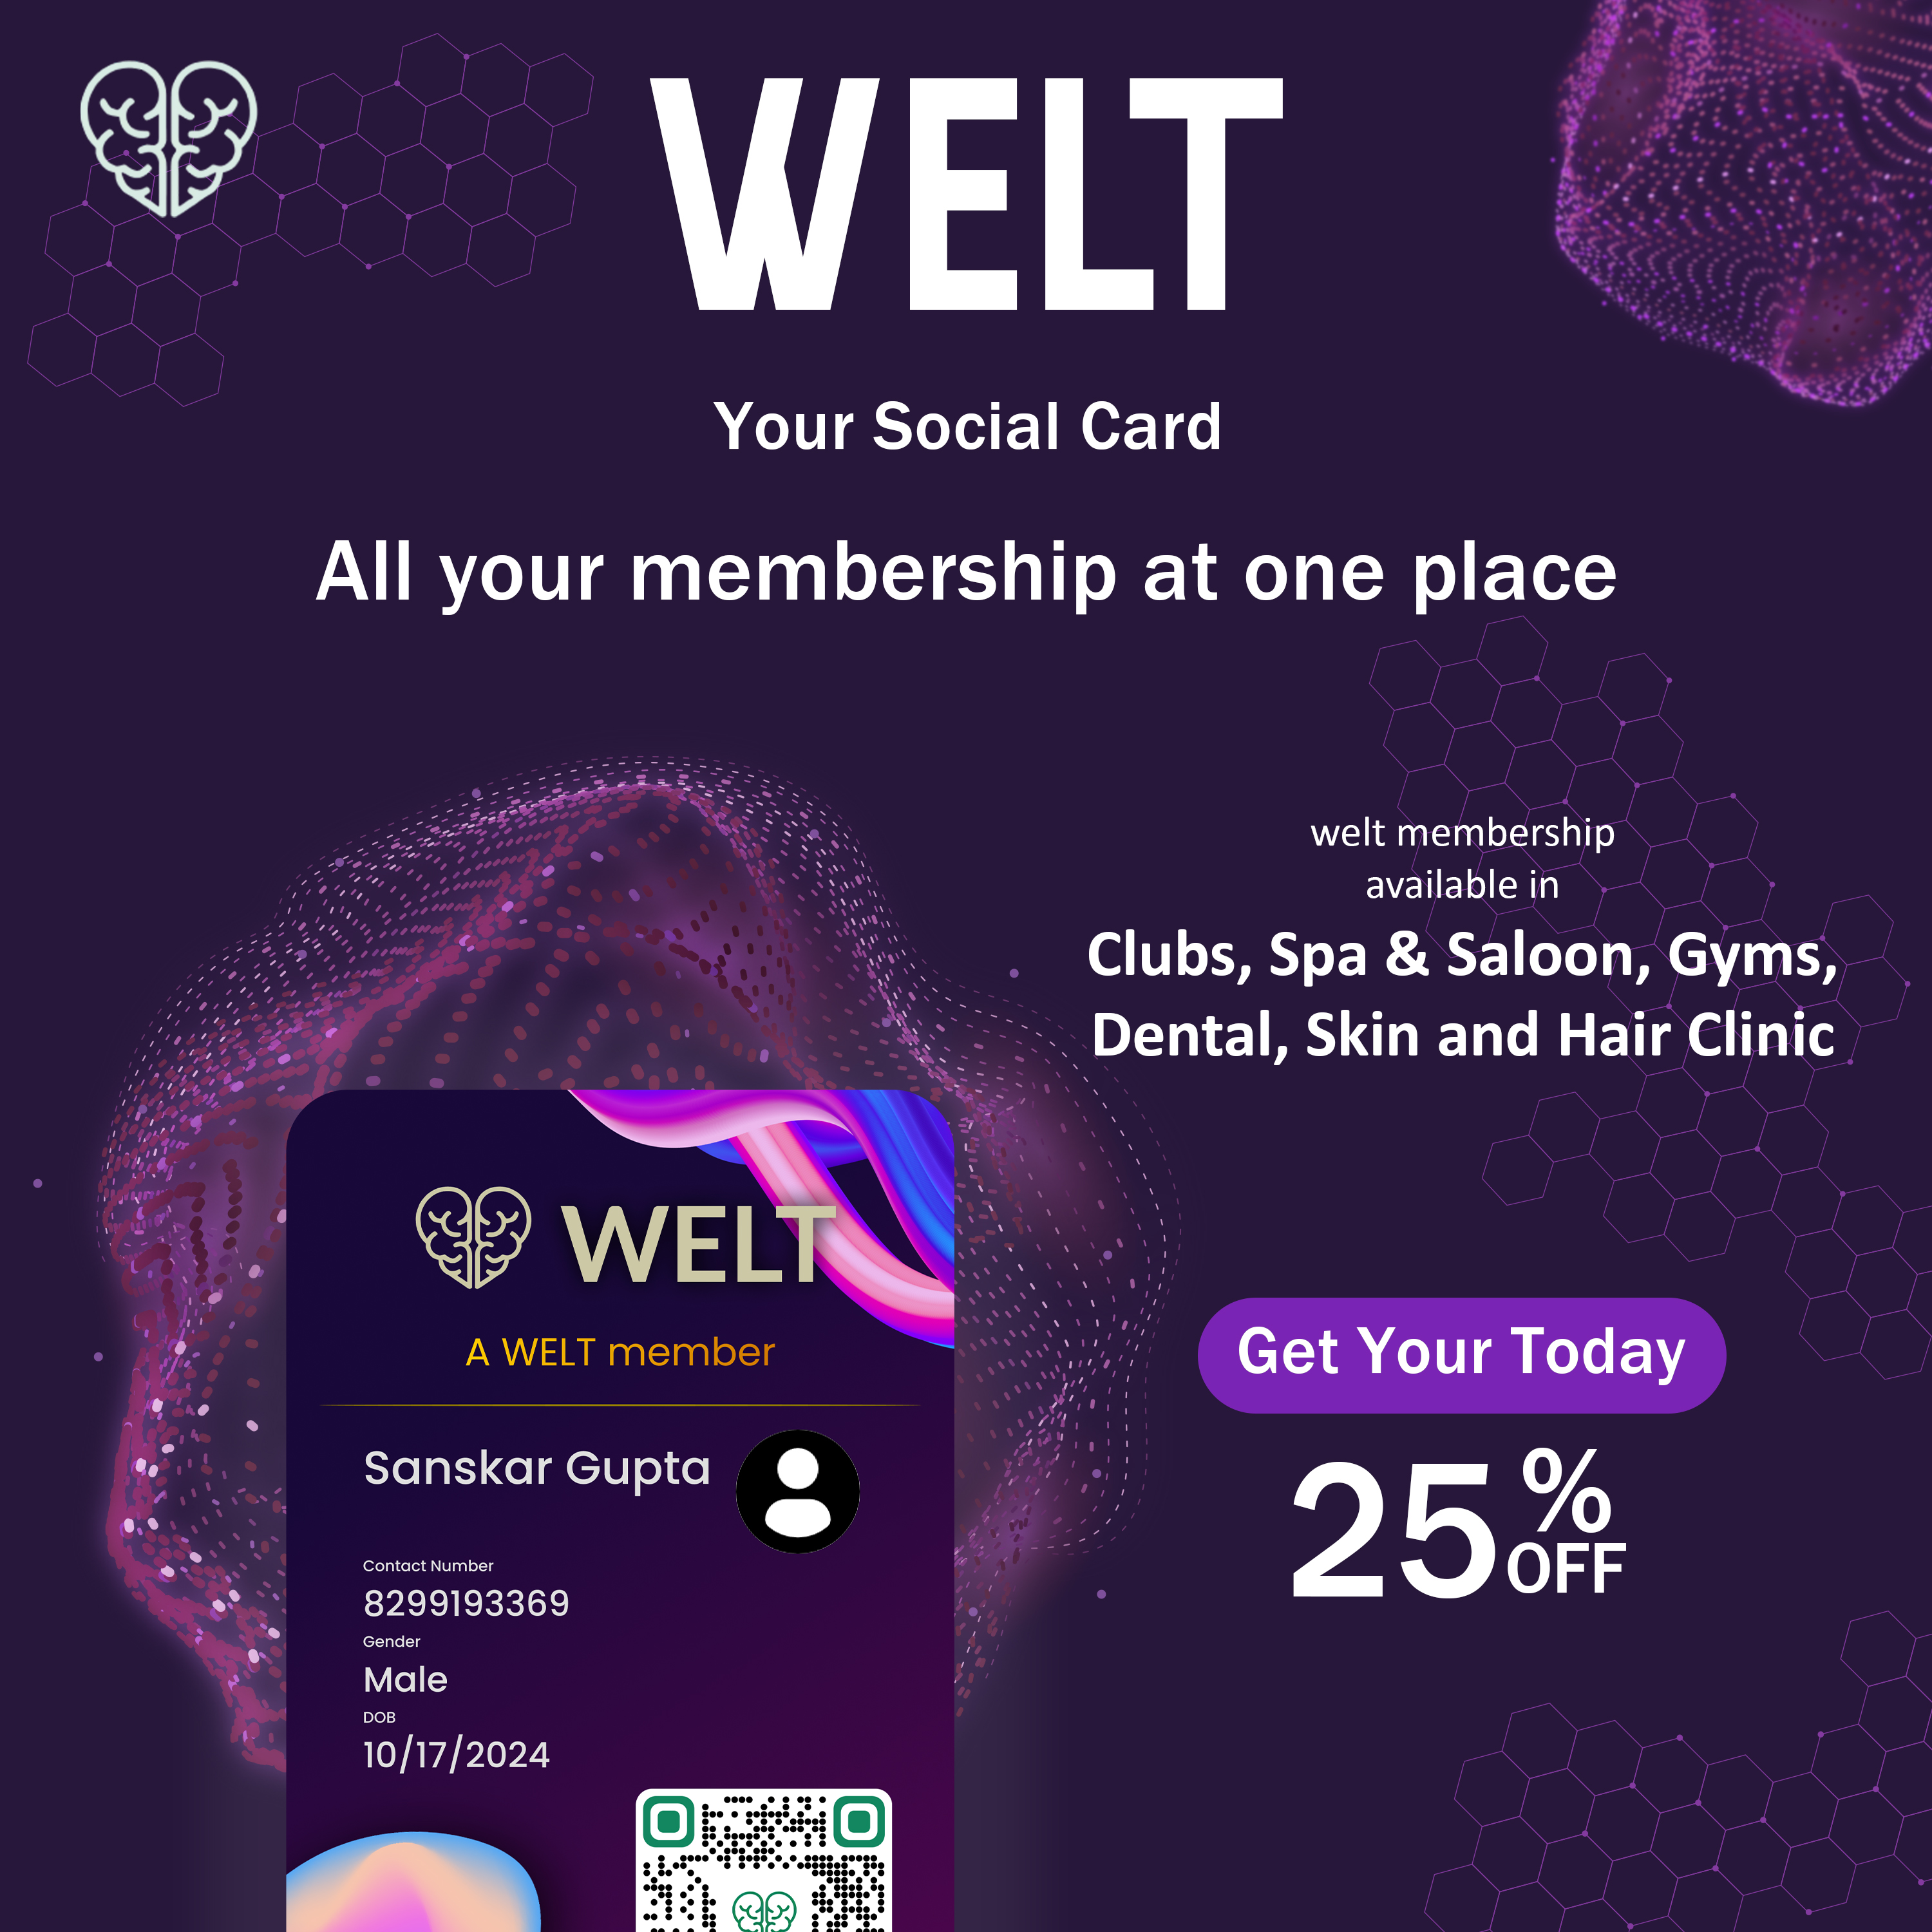 WELT
Your Social Card
All your membership at one place
welt membership
available in
Clubs, Spa & Saloon, Gyms,
Dental, Skin and Hair Clinic
WELT
A WELT member
Sanskar Gupta
Contact Number
8299193369
Gender
Male
DOB
10/17/2024
Get Your Today
25% OFF